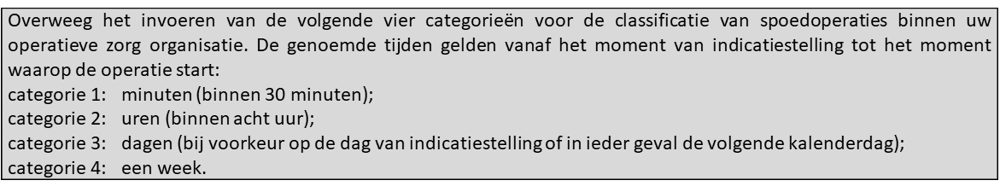 Overweeg het invoeren van de volgende vier categorieën voor de classificatie van spoedoperaties binnen uw
operatieve zorg organisatie. De genoemde tijden gelden vanaf het moment van indicatiestelling tot het moment
waarop de operatie start:
categorie 1: minuten (binnen 30 minuten);
categorie 2: uren (binnen acht uur);
categorie 3: dagen (bij voorkeur op de dag van indicatiestelling of in ieder geval de volgende kalenderdag);
categorie 4: een week.